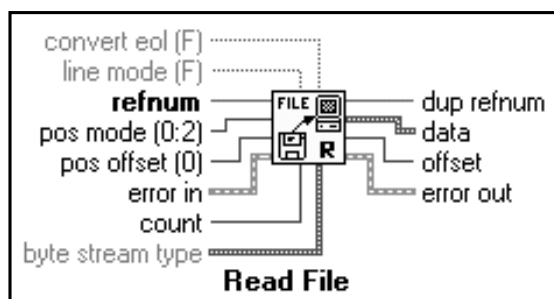 convert eol (F)
line mode (F)
refnum
pos mode (0:2)
pos offset (0)
error in
count
byte stream type
FILE
R
dup refnum
data
offset
error out
Read File